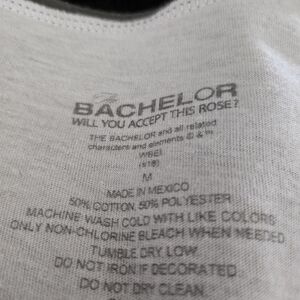 The
BACHELOR
WILL YOU ACCEPT THIS ROSE?
THE BACHELOR and all related
characters and elements © & ™
WBEI
(s18)
M
MADE IN MEXICO
50% COTTON, 50% POLYESTER
MACHINE WASH COLD WITH LIKE COLORS
ONLY NON-CHLORINE BLEACH WHEN NEEDED
TUMBLE DRY LOW
DO NOT IRON IF DECORATED
DO NOT DRY CLEAN